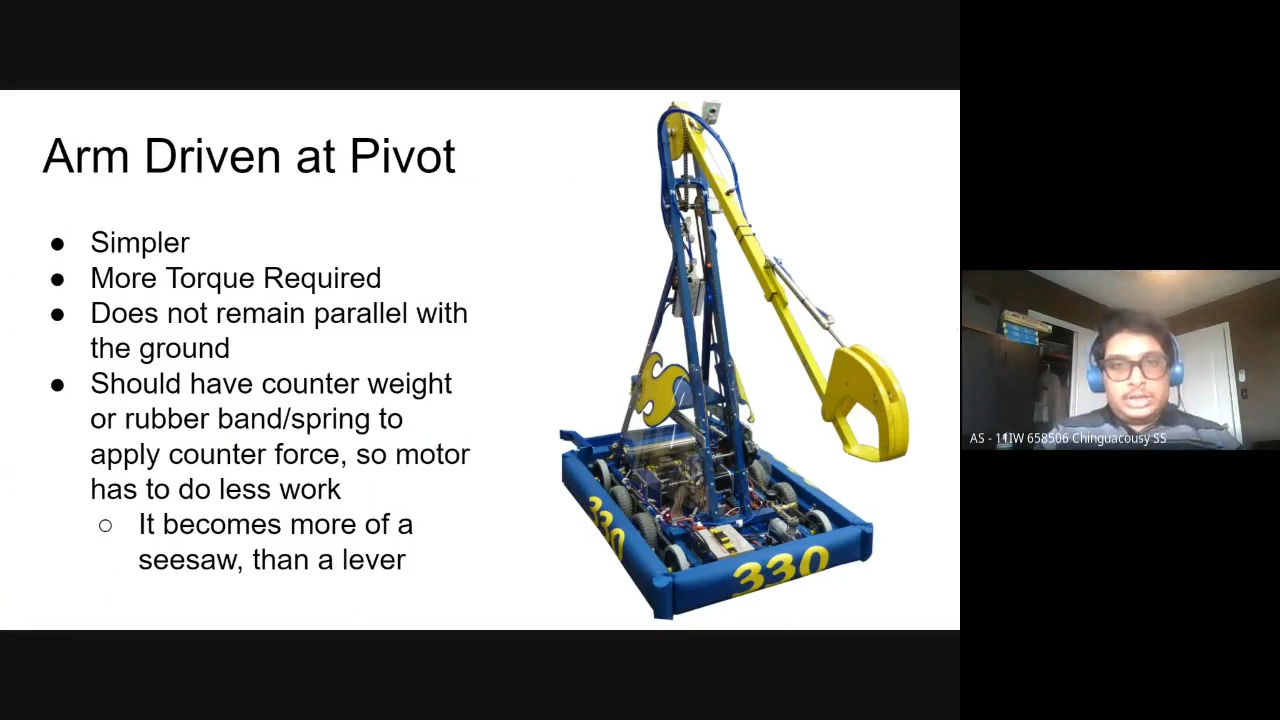 Arm Driven at Pivot
● Simpler
● More Torque Required
● Does not remain parallel with
the ground
● Should have counter weight
or rubber band/spring to
apply counter force, so motor
has to do less work
○ It becomes more of a
seesaw, than a lever
330
330
AS - 11IW 658506 Chinguacousy SS